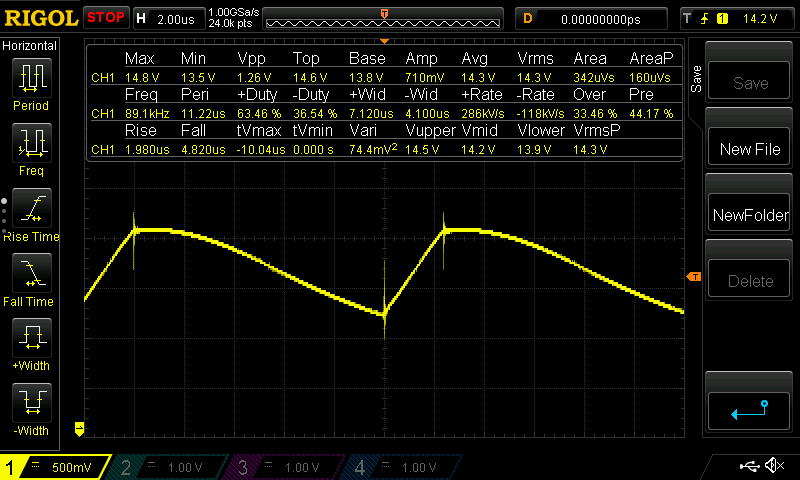 RIGOL STOP H 2.00us 1.00GSa/s 24.0k pts T D 0.00000000ps T 1 14.2 V
Horizontal
Period
Freq
Rise Time
Fall Time
+Width
-Width
Max Min Vpp Top Base Amp Avg Vrms Area AreaP
CH1 14.8 V 13.5 V 1.26 V 14.6 V 13.8 V 710mV 14.3 V 14.3 V 342uVs 160uVs
Freq Peri +Duty -Duty +Wid -Wid +Rate -Rate Over Pre
CH1 89.1kHz 11.22us 63.46 % 36.54 % 7.120us 4.100us 286kV/s -118kV/s 33.46 % 44.17 %
Rise Fall tVmax tVmin Vari Vupper Vmid Vlower VrmsP
CH1 1.980us 4.820us -10.04us 0.000 s 74.4mV² 14.5 V 14.2 V 13.9 V 14.3 V
T
Save
Save
New File
NewFolder
Delete
1 500mV 2 1.00 V 3 1.00 V 4 1.00 V